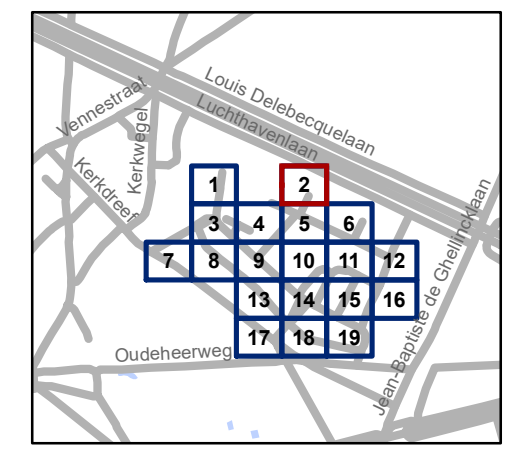 Louis Delebecquelaan
Luchthavenlaan
Vennestraat
Kerkwegel
Kerkdreef
1 2
3 4 5 6
7 8 9 10 11 12
13 14 15 16
17 18 19
Oudeheerweg
Jean-Baptiste de Ghellincklaan